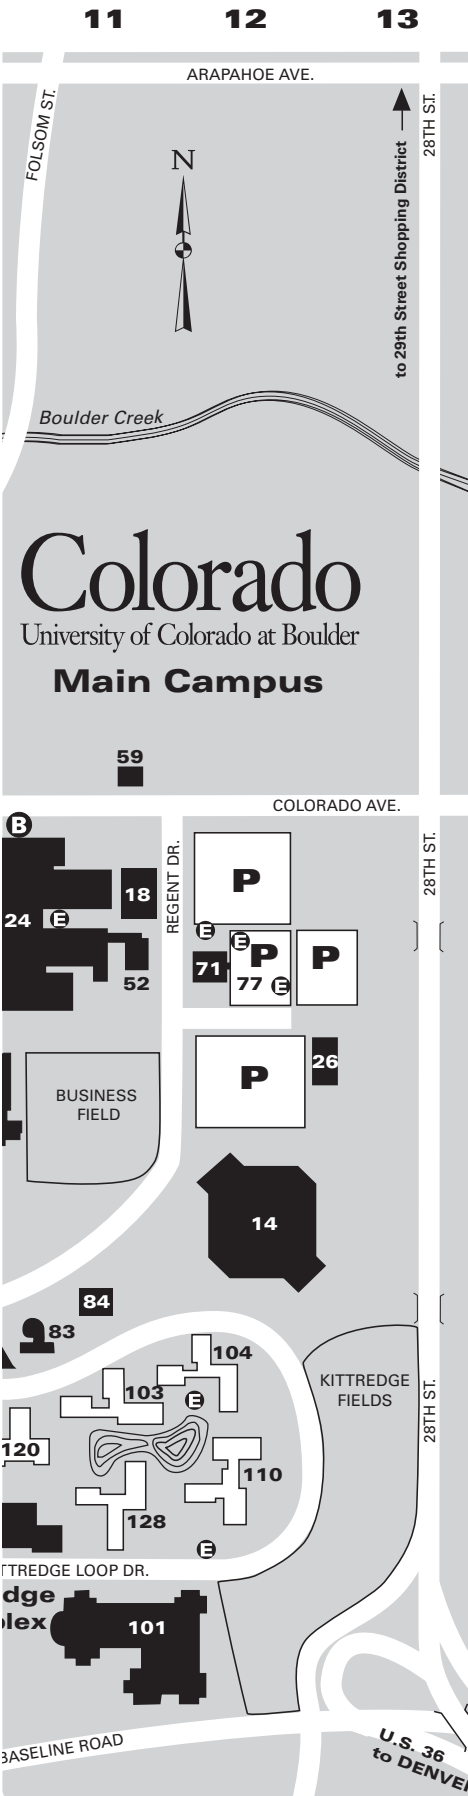 11 12 13
ARAPAHOE AVE.
FOLSOM ST.
28TH ST.
N
to 29th Street Shopping District
Boulder Creek
Colorado
University of Colorado at Boulder
Main Campus
59
COLORADO AVE.
B
REGENT DR.
28TH ST.
P
18
24
E
E
E
P
P
71
77
E
52
P
26
BUSINESS
FIELD
14
84
83
104
KITTREDGE
FIELDS
28TH ST.
103
E
120
110
128
E
TTREDGE LOOP DR.
dge
lex
101
BASELINE ROAD
U.S. 36
to DENVER